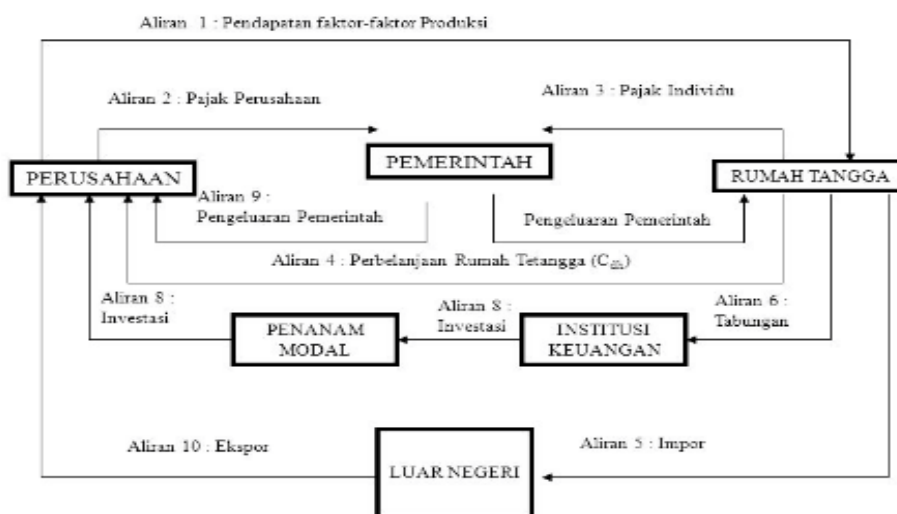 Aliran 1 : Pendapatan faktor-faktor Produksi
Aliran 2 : Pajak Perusahaan
Aliran 3 : Pajak Individu
PEMERINTAH
PERUSAHAAN
RUMAH TANGGA
Aliran 9 :
Pengeluaran Pemerintah
Pengeluaran Pemerintah
Aliran 4 : Perbelanjaan Rumah Tetangga (Cdn)
Aliran 8 :
Investasi
PENANAM
MODAL
Aliran 8 :
Investasi
INSTITUSI
KEUANGAN
Aliran 6 :
Tabungan
Aliran 10 : Ekspor
LUAR NEGERI
Aliran 5 : Impor